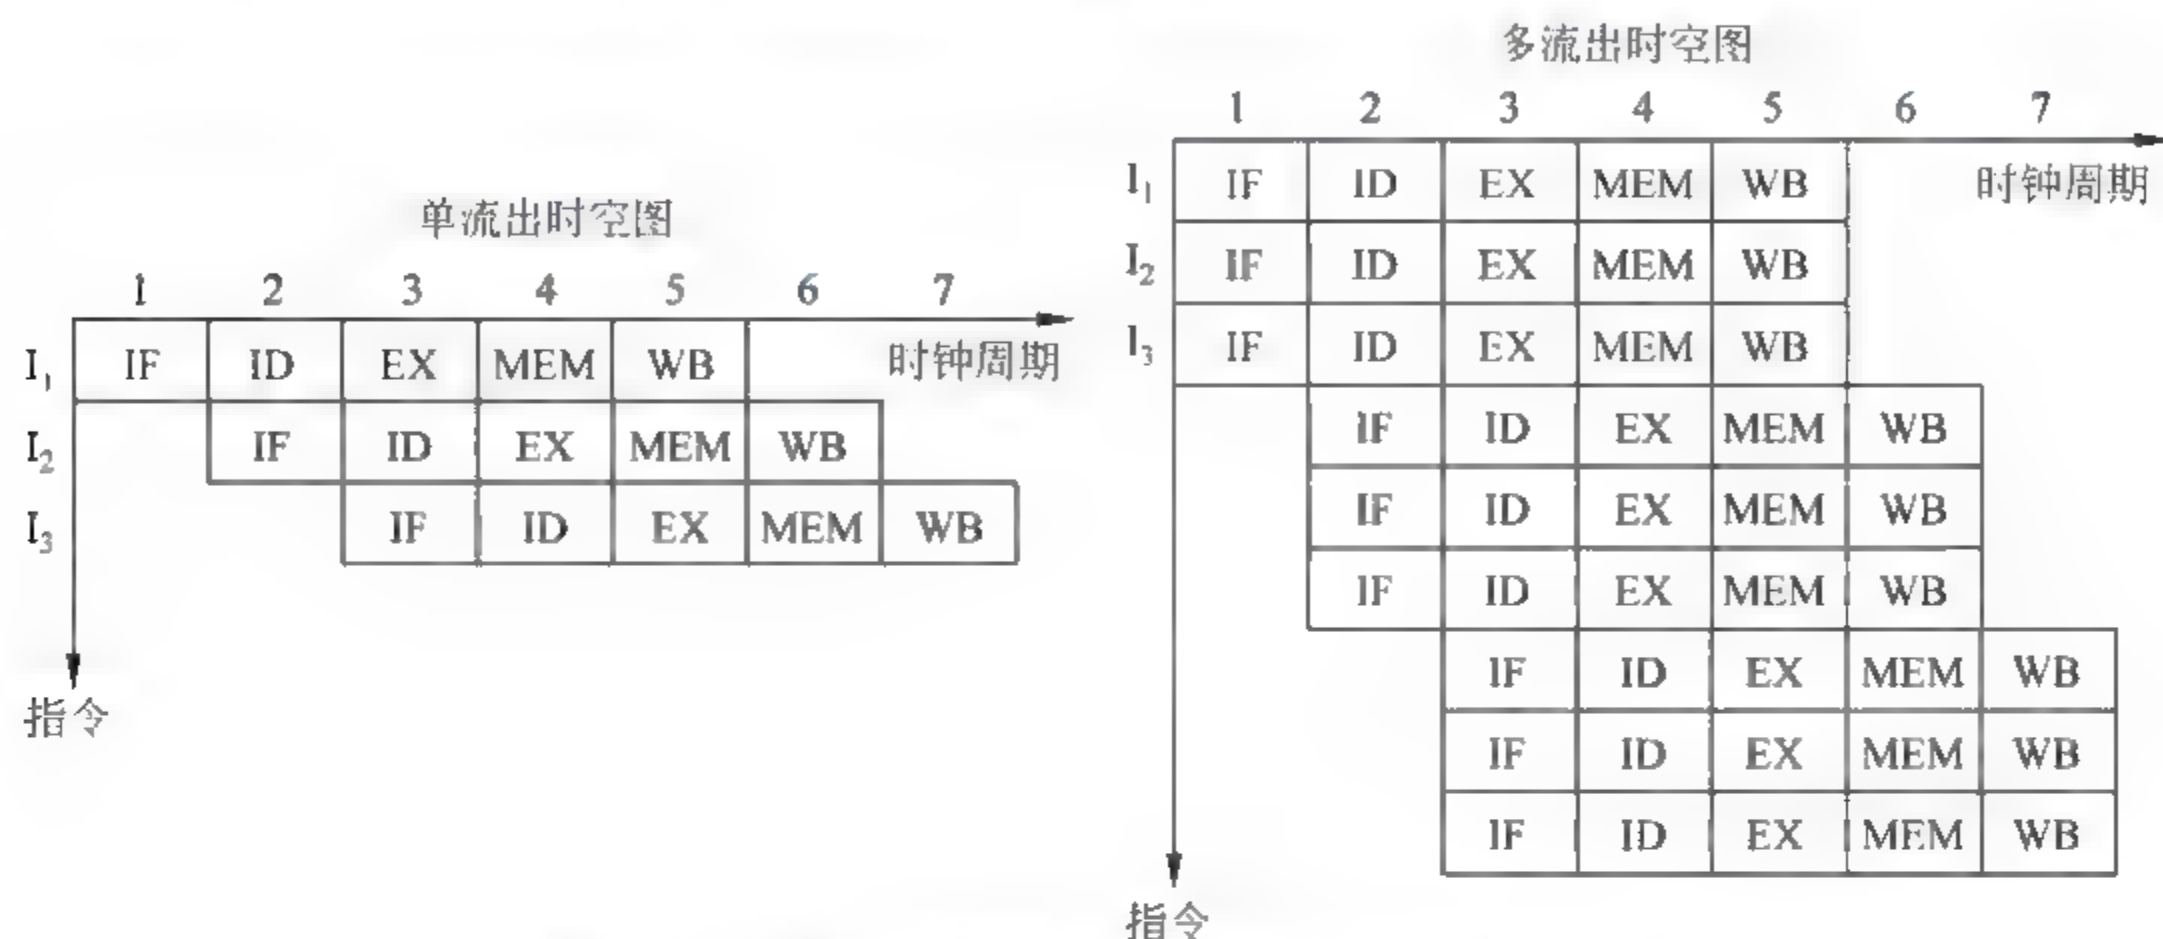 单流出时空图
1 2 3 4 5 6 7
I1 IF ID EX MEM WB 时钟周期
I2 IF ID EX MEM WB
I3 IF ID EX MEM WB
指令
多流出时空图
1 2 3 4 5 6 7
I1 IF ID EX MEM WB 时钟周期
I2 IF ID EX MEM WB
I3 IF ID EX MEM WB
IF ID EX MEM WB
IF ID EX MEM WB
IF ID EX MEM WB
IF ID EX MEM WB
IF ID EX MEM WB
IF ID EX MEM WB
指令